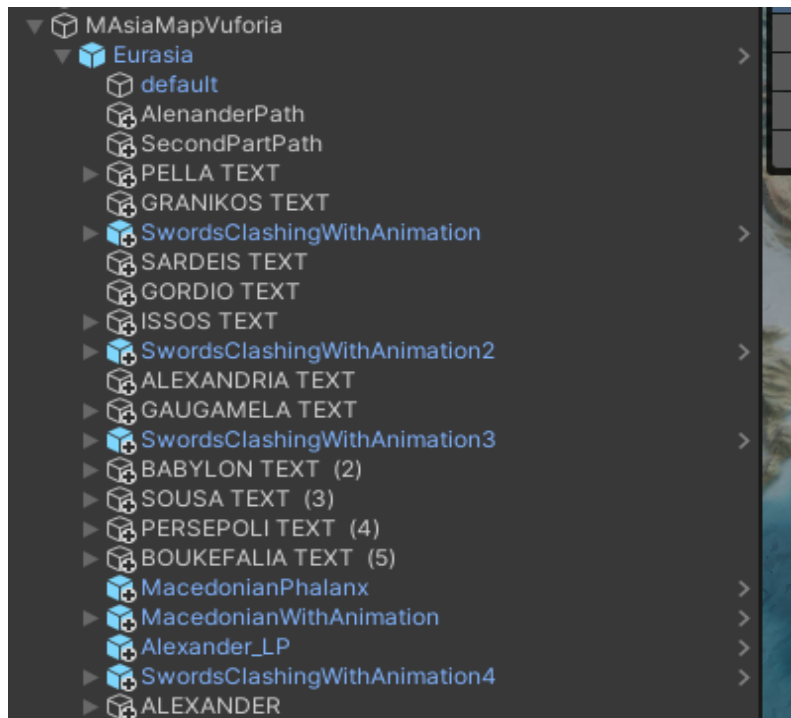 MAsiaMapVuforia
Eurasia
default
AlenanderPath
SecondPartPath
PELLA TEXT
GRANIKOS TEXT
SwordsClashingWithAnimation
SARDEIS TEXT
GORDIO TEXT
ISSOS TEXT
SwordsClashingWithAnimation2
ALEXANDRIA TEXT
GAUGAMELA TEXT
SwordsClashingWithAnimation3
BABYLON TEXT (2)
SOUSA TEXT (3)
PERSEPOLI TEXT (4)
BOUKEFALIA TEXT (5)
MacedonianPhalanx
MacedonianWithAnimation
Alexander_LP
SwordsClashingWithAnimation4
ALEXANDER